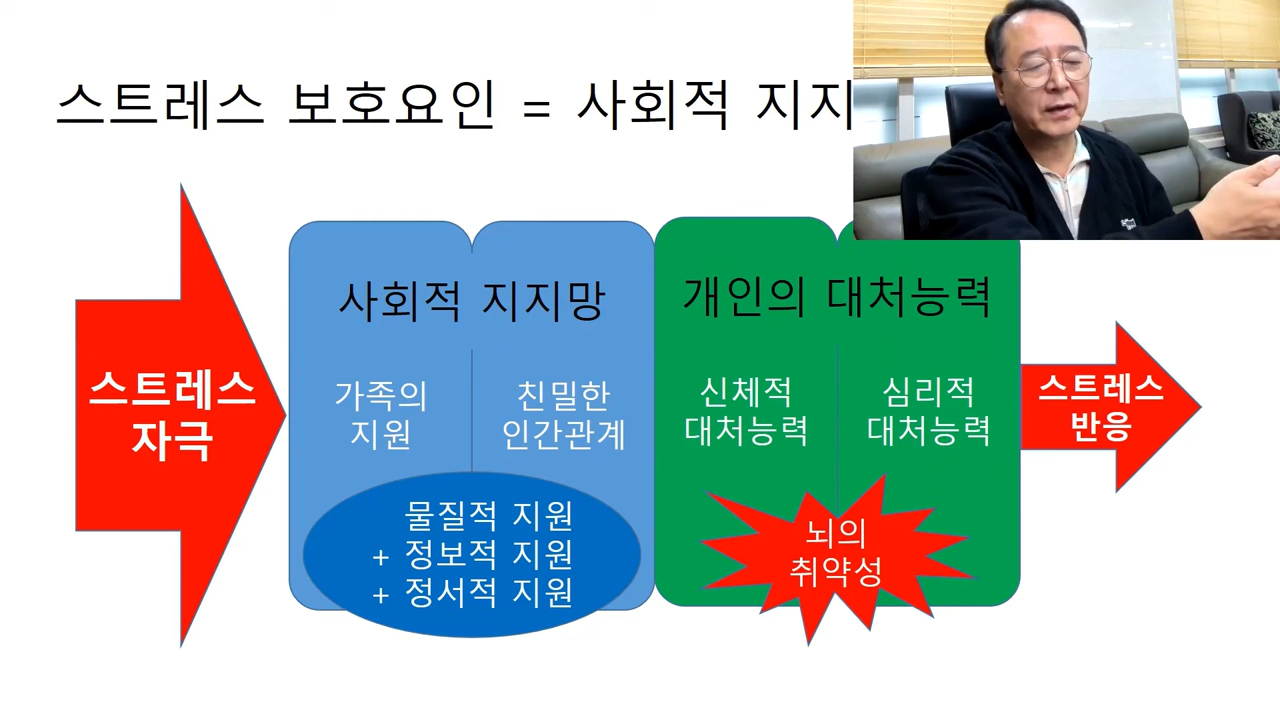 스트레스 보호요인 = 사회적 지지
스트레스
자극
사회적 지지망
가족의
지원
친밀한
인간관계
물질적 지원
+ 정보적 지원
+ 정서적 지원
개인의 대처능력
신체적
대처능력
심리적
대처능력
뇌의
취약성
스트레스
반응